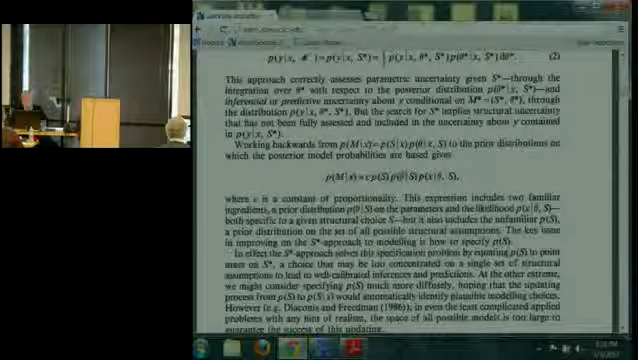 p(y|x, 𝓜) = p(y|x, S*) = ∫ p(y|x, θ*, S*) p(θ*|x, S*) dθ*. (2)
This approach correctly assesses parametric uncertainty given S*—through the
integration over θ* with respect to the posterior distribution p(θ*|x, S*)—and
inferential or predictive uncertainty about y conditional on M* = (S*, θ*), through
the distribution p(y|x, θ*, S*). But the search for S* implies structural uncertainty
that has not been fully assessed and included in the uncertainty about y contained
in p(y|x, S*).
Working backwards from p(M|x) = p(S|x) p(θ|x, S) to the prior distributions on
which the posterior model probabilities are based gives
p(M|x) = c p(S) p(θ|S) p(x|θ, S),
where c is a constant of proportionality. This expression includes two familiar
ingredients, a prior distribution p(θ|S) on the parameters and the likelihood p(x|θ, S)—
both specific to a given structural choice S—but it also includes the unfamiliar p(S),
a prior distribution on the set of all possible structural assumptions. The key issue
in improving on the S*-approach to modelling is how to specify p(S).
In effect the S*-approach solves this specification problem by equating p(S) to point
mass on S*, a choice that may be too concentrated on a single set of structural
assumptions to lead to well-calibrated inferences and predictions. At the other extreme,
we might consider specifying p(S) much more diffusely, hoping that the updating
process from p(S) to p(S|x) would automatically identify plausible modelling choices.
However (e.g. Diaconis and Freedman (1986)), in even the least complicated applied
problems with any hint of realism, the space of all possible models is too large to
guarantee the success of this updating.